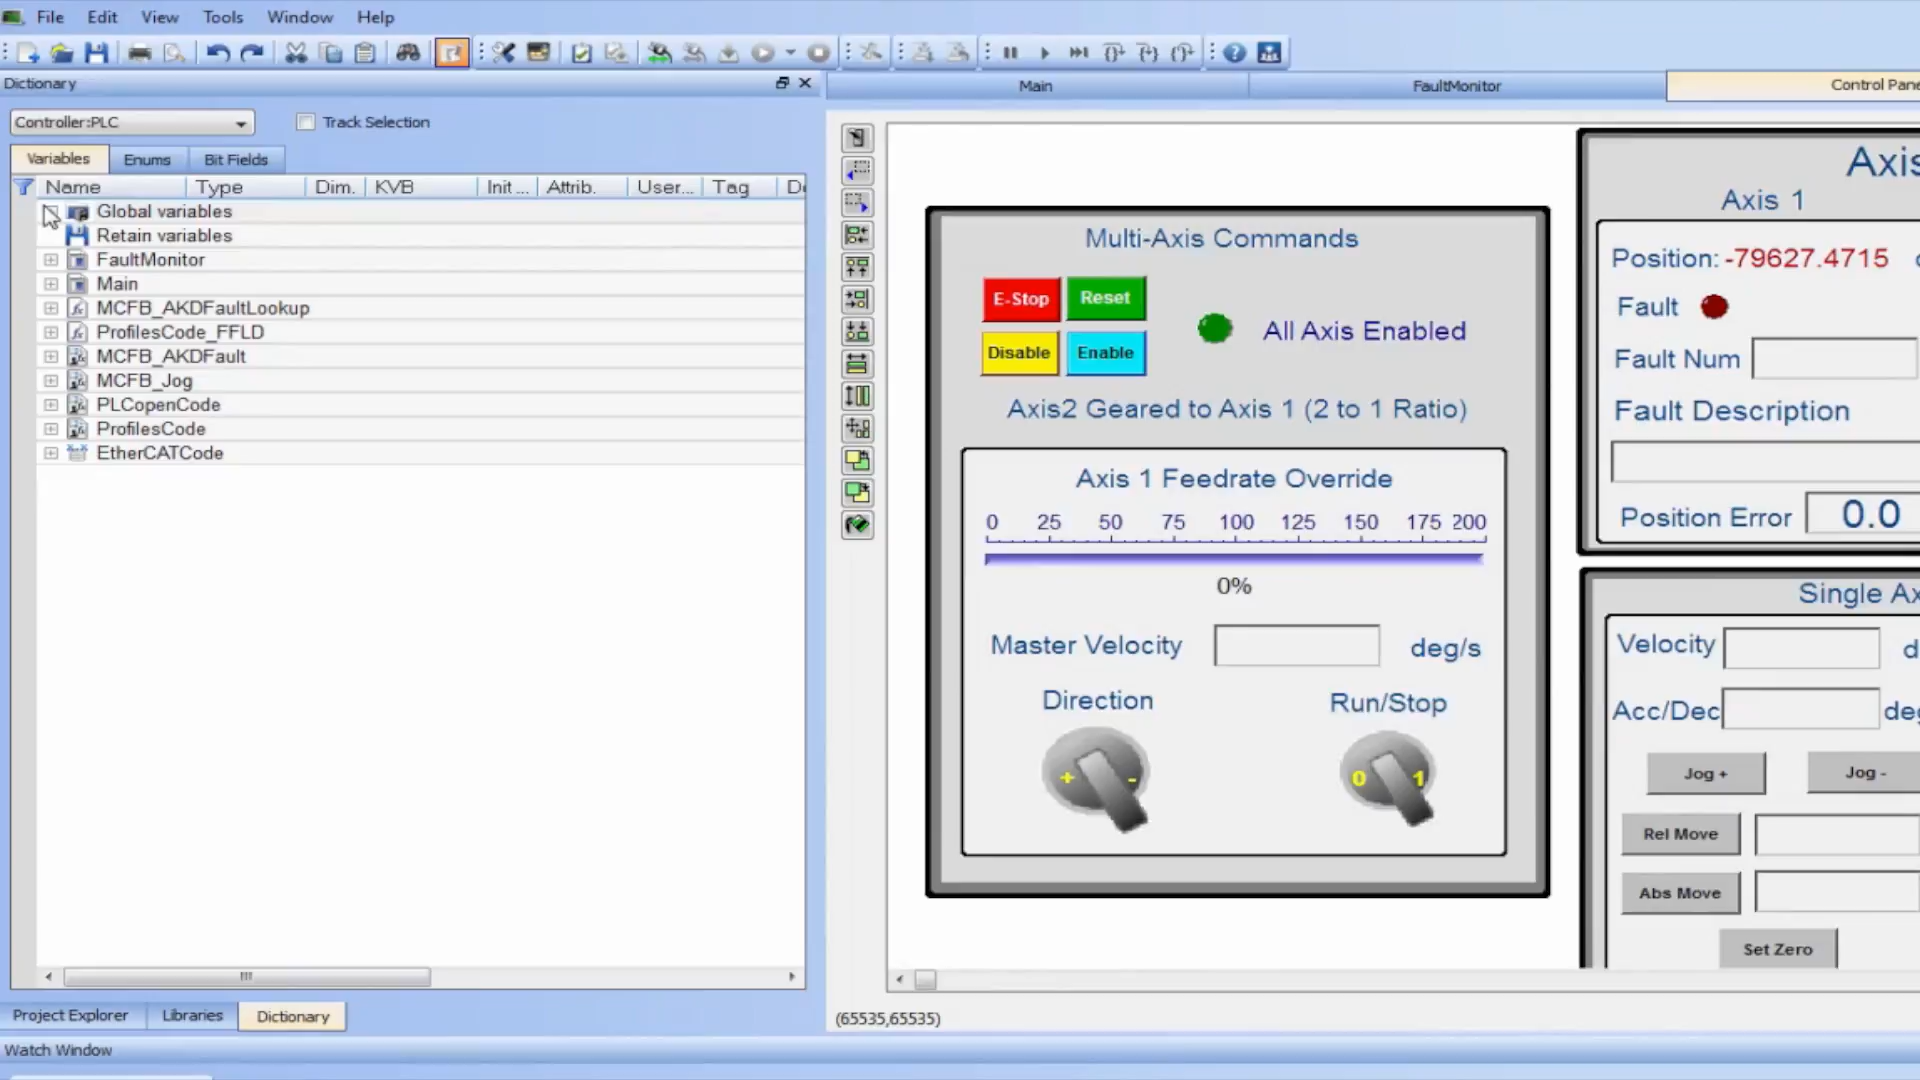 File Edit View Tools Window Help
Dictionary
Controller:PLC
Track Selection
Variables Enums Bit Fields
Name Type Dim. KVB Init ... Attrib. User... Tag
Global variables
Retain variables
FaultMonitor
Main
MCFB_AKDFaultLookup
ProfilesCode_FFLD
MCFB_AKDFault
MCFB_Jog
PLCopenCode
ProfilesCode
EtherCATCode
Project Explorer Libraries Dictionary
Watch Window
Main FaultMonitor Control Pane
Multi-Axis Commands
E-Stop Reset
Disable Enable
All Axis Enabled
Axis2 Geared to Axis 1 (2 to 1 Ratio)
Axis 1 Feedrate Override
0 25 50 75 100 125 150 175 200
0%
Master Velocity deg/s
Direction Run/Stop
+ - 0 1
(65535,65535)
Axis
Axis 1
Position: -79627.4715
Fault
Fault Num
Fault Description
Position Error 0.0
Single Ax
Velocity
Acc/Dec deg
Jog + Jog -
Rel Move
Abs Move
Set Zero